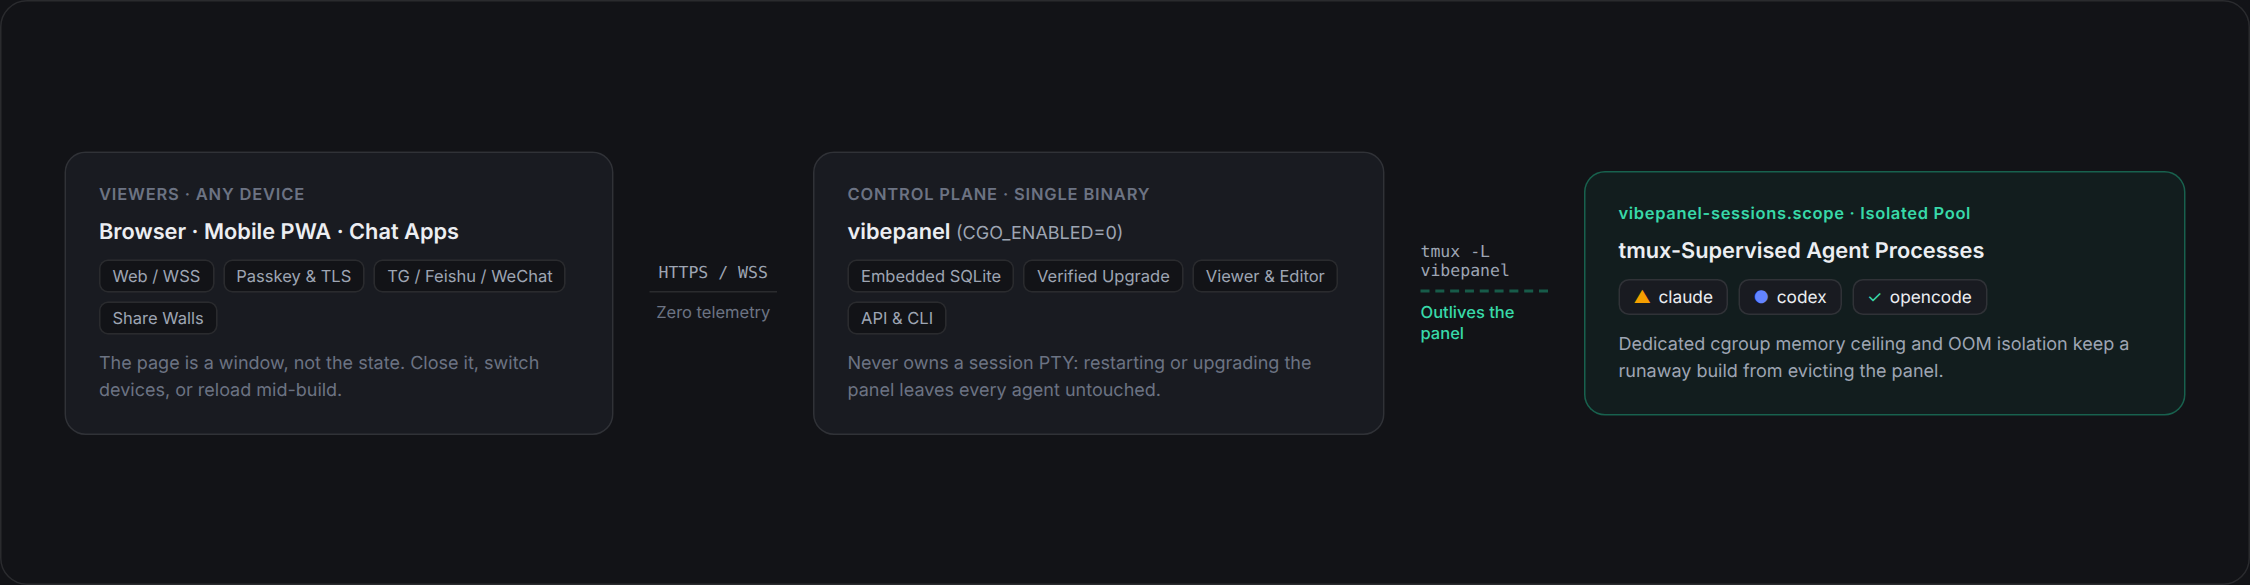 VIEWERS · ANY DEVICE
Browser · Mobile PWA · Chat Apps
Web / WSS
Passkey & TLS
TG / Feishu / WeChat
Share Walls
The page is a window, not the state. Close it, switch
devices, or reload mid-build.
HTTPS / WSS
Zero telemetry
CONTROL PLANE · SINGLE BINARY
vibepanel (CGO_ENABLED=0)
Embedded SQLite
Verified Upgrade
Viewer & Editor
API & CLI
Never owns a session PTY: restarting or upgrading the
panel leaves every agent untouched.
tmux -L
vibepanel
Outlives the
panel
vibepanel-sessions.scope · Isolated Pool
tmux-Supervised Agent Processes
claude
codex
opencode
Dedicated cgroup memory ceiling and OOM isolation keep a
runaway build from evicting the panel.